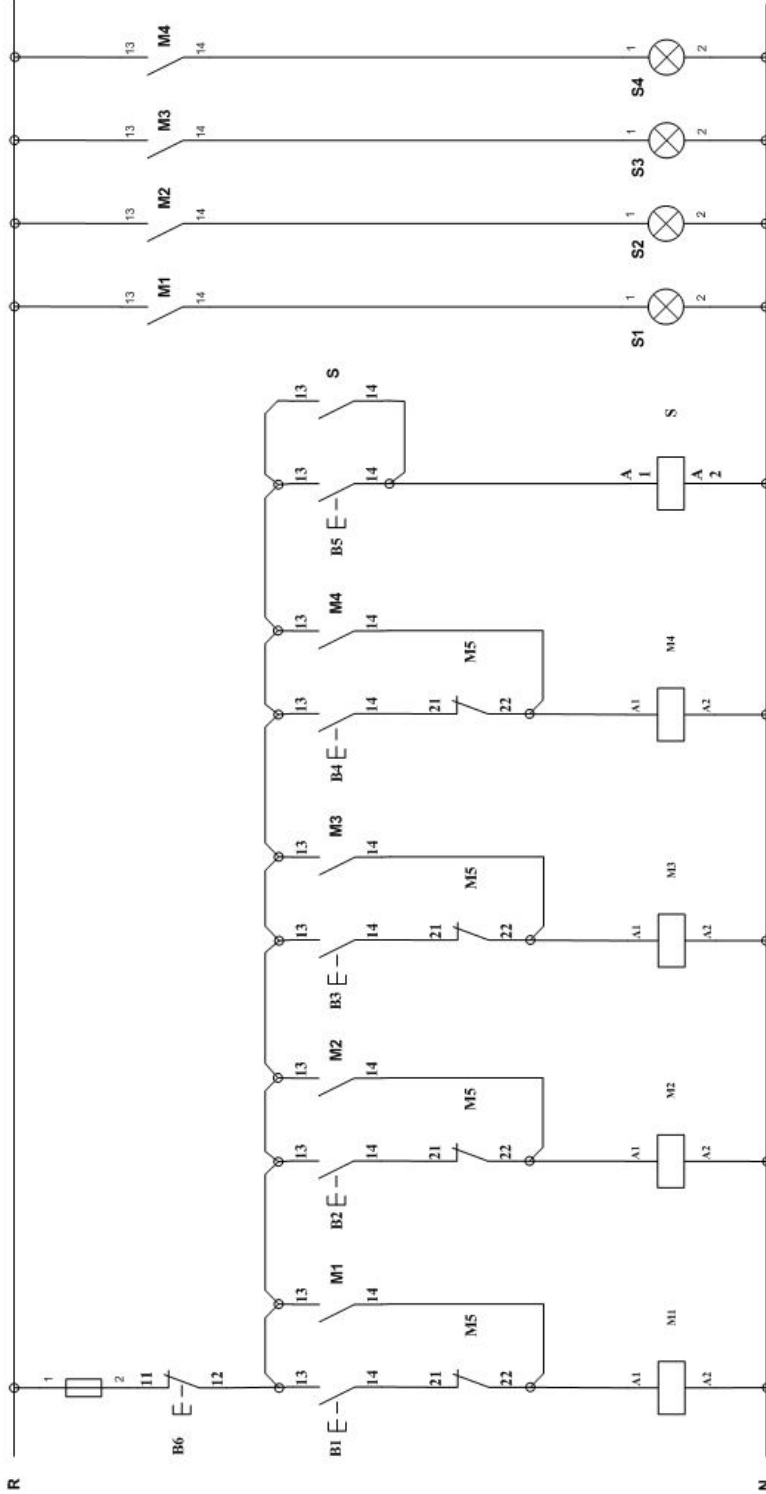 R
1
2 13 13 13 13
11
M1 M2 M3 M4
B6
14 14 14 14
12
13 13 13 13 13 13 13 13 13 13
B1 M1 B2 M2 B3 M3 B4 M4 B5 S
14 14 14 14 14 14 14 14 14 14
21 21 21 21
M5 M5 M5 M5
22 22 22 22
A1 A1 A1 A1 A 1 1 1 1 1
S1 S2 S3 S4
M1 M2 M3 M4 S
A2 A2 A2 A2 A 2 2 2 2 2
N